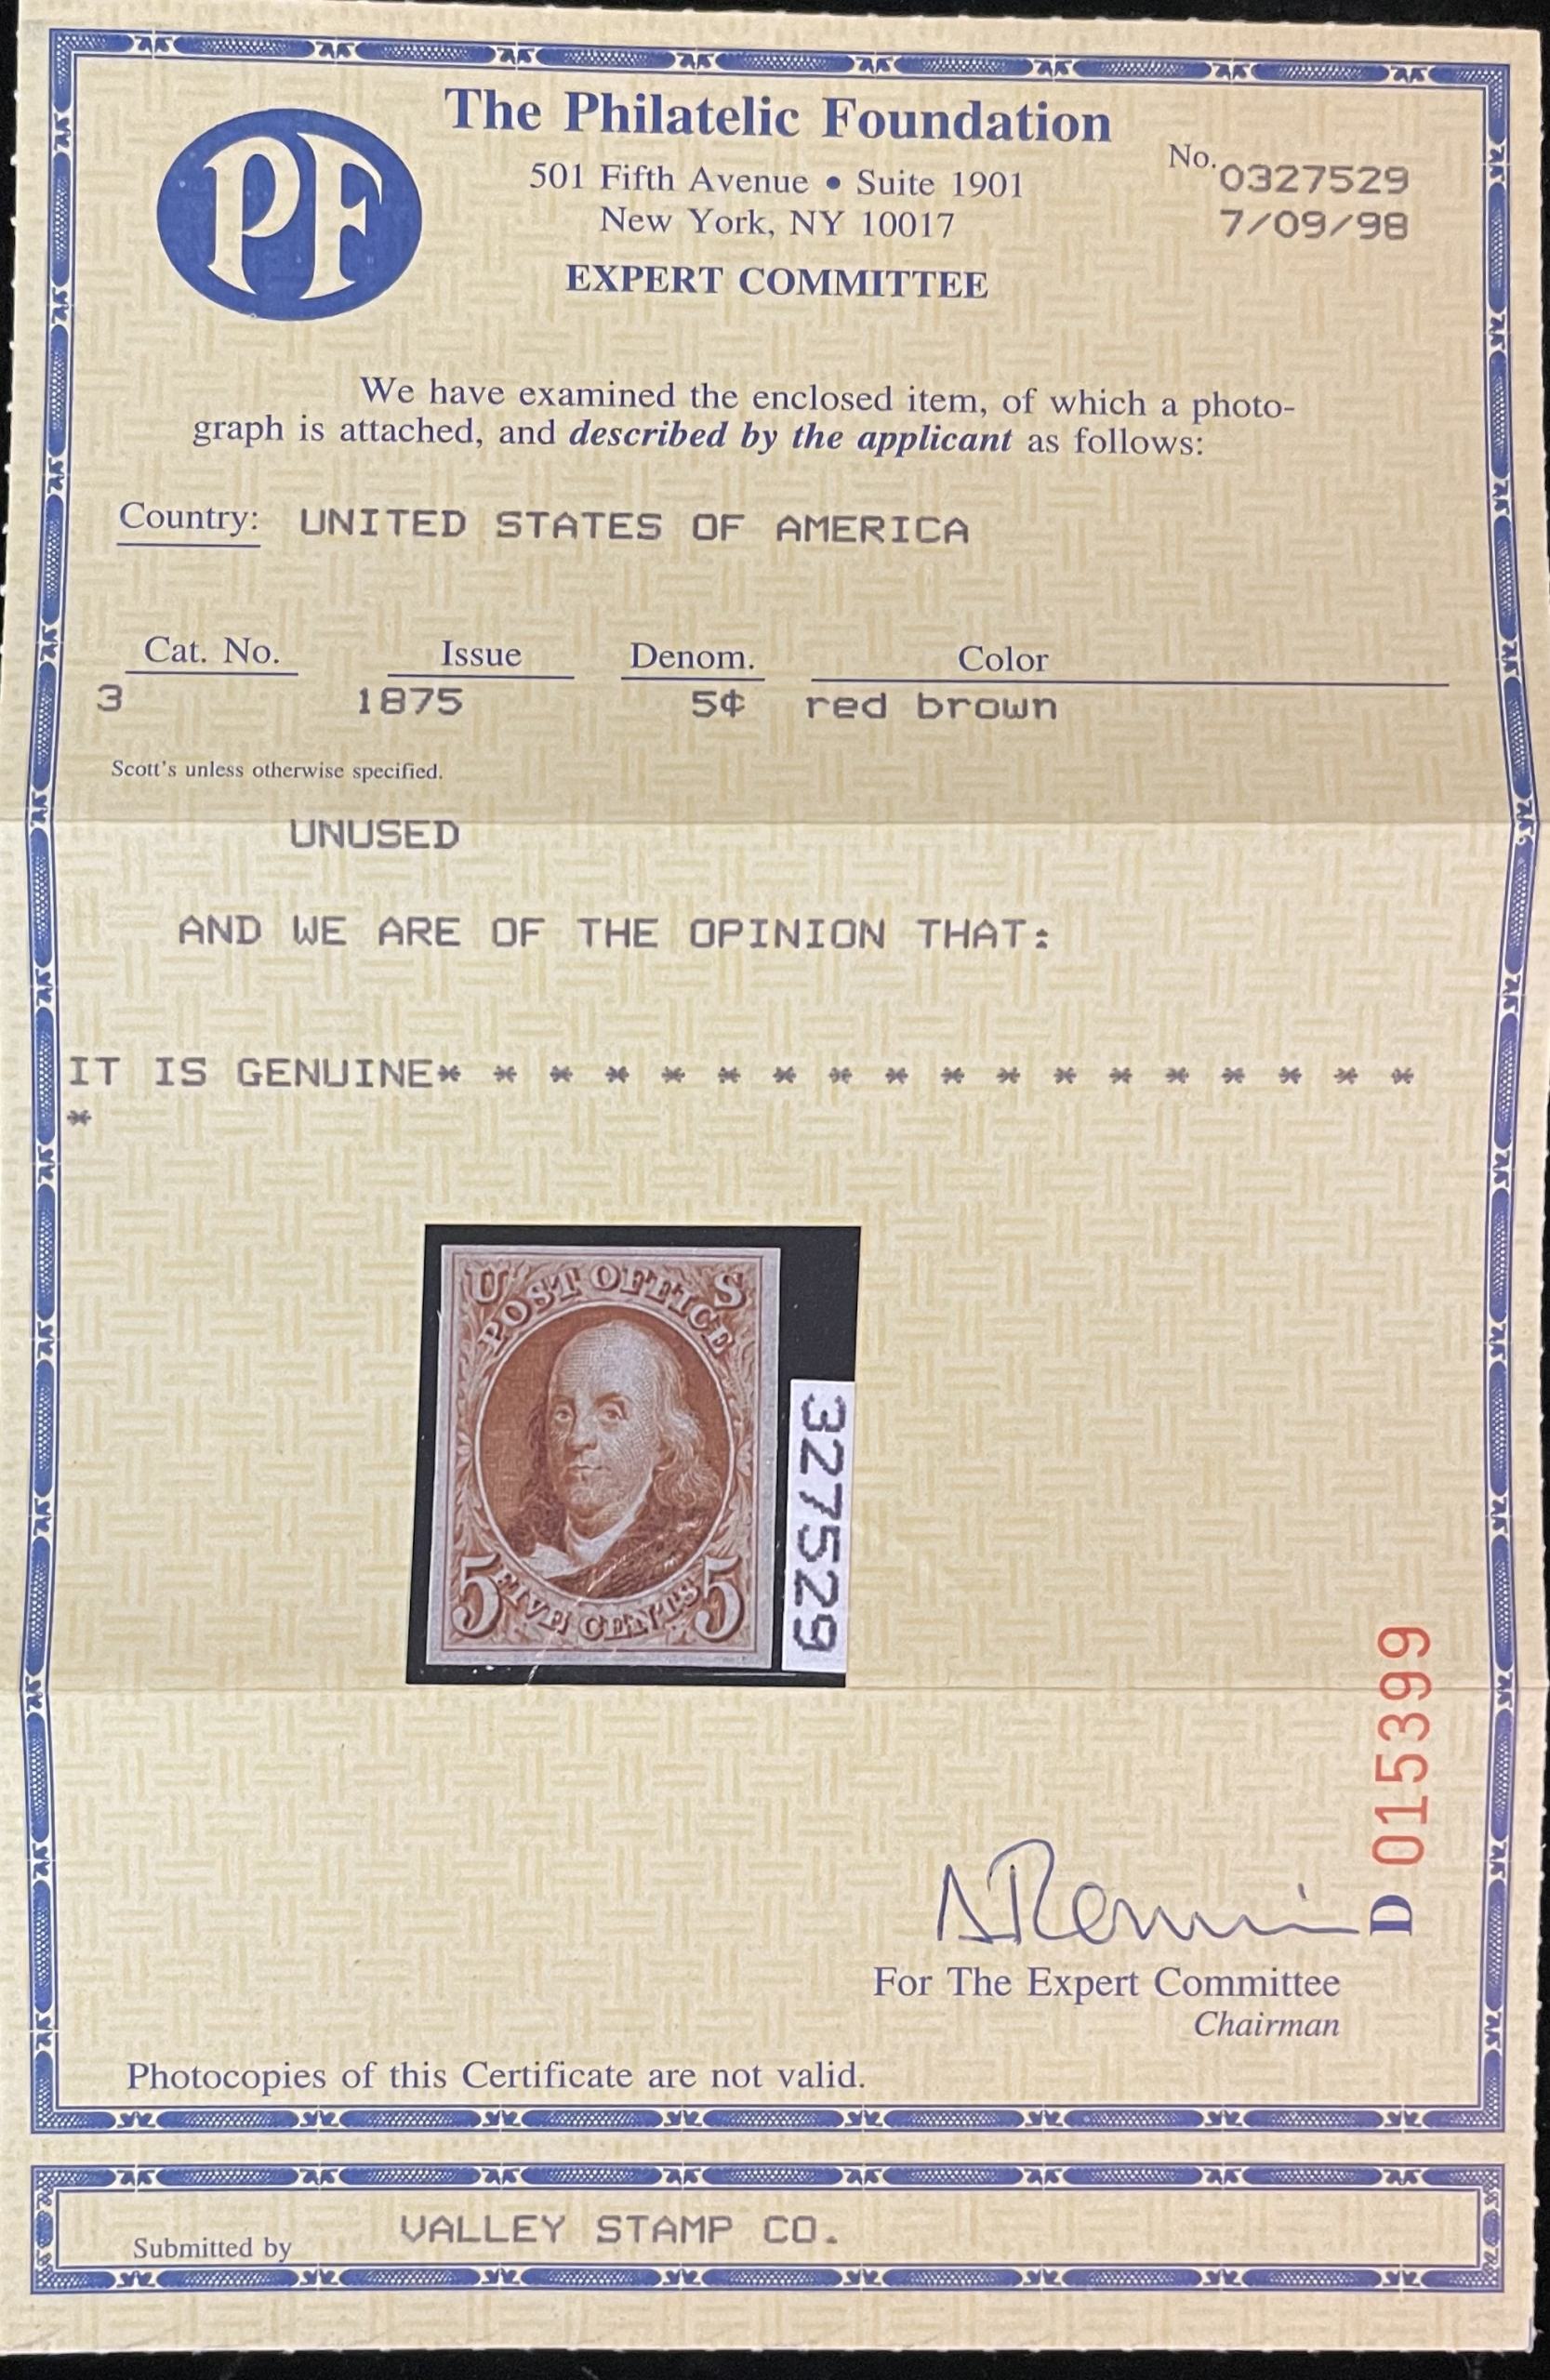 PF
The Philatelic Foundation
501 Fifth Avenue • Suite 1901
New York, NY 10017
EXPERT COMMITTEE
No. 0327529
7/09/98
We have examined the enclosed item, of which a photo-
graph is attached, and described by the applicant as follows:
Country: UNITED STATES OF AMERICA
Cat. No. Issue Denom. Color
3 1875 5¢ red brown
Scott's unless otherwise specified.
UNUSED
AND WE ARE OF THE OPINION THAT:
IT IS GENUINE* * * * * * * * * * * * * * * * * *
*
U S
POST OFFICE
5 FIVE CENTS 5
327529
D 015399
For The Expert Committee
Chairman
Photocopies of this Certificate are not valid.
Submitted by VALLEY STAMP CO.